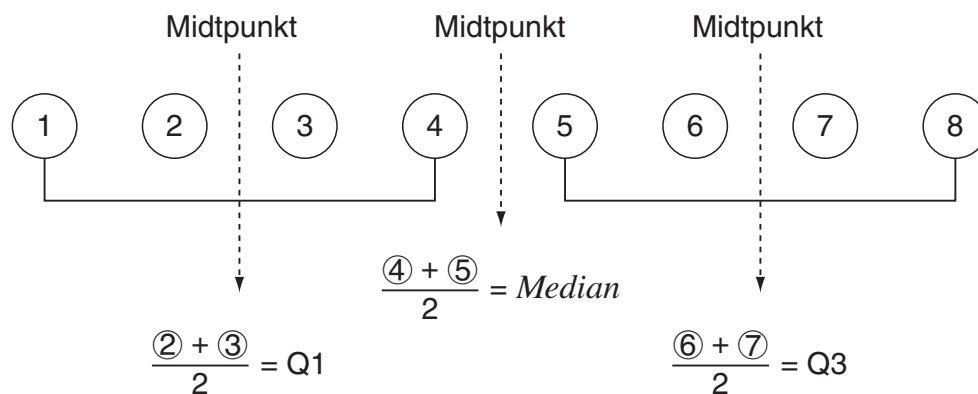 Midtpunkt Midtpunkt Midtpunkt
1 2 3 4 5 6 7 8
④ + ⑤
2
= Median
② + ③
2
= Q1
⑥ + ⑦
2
= Q3